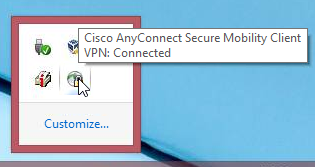 Cisco AnyConnect Secure Mobility Client
VPN: Connected
Customize...